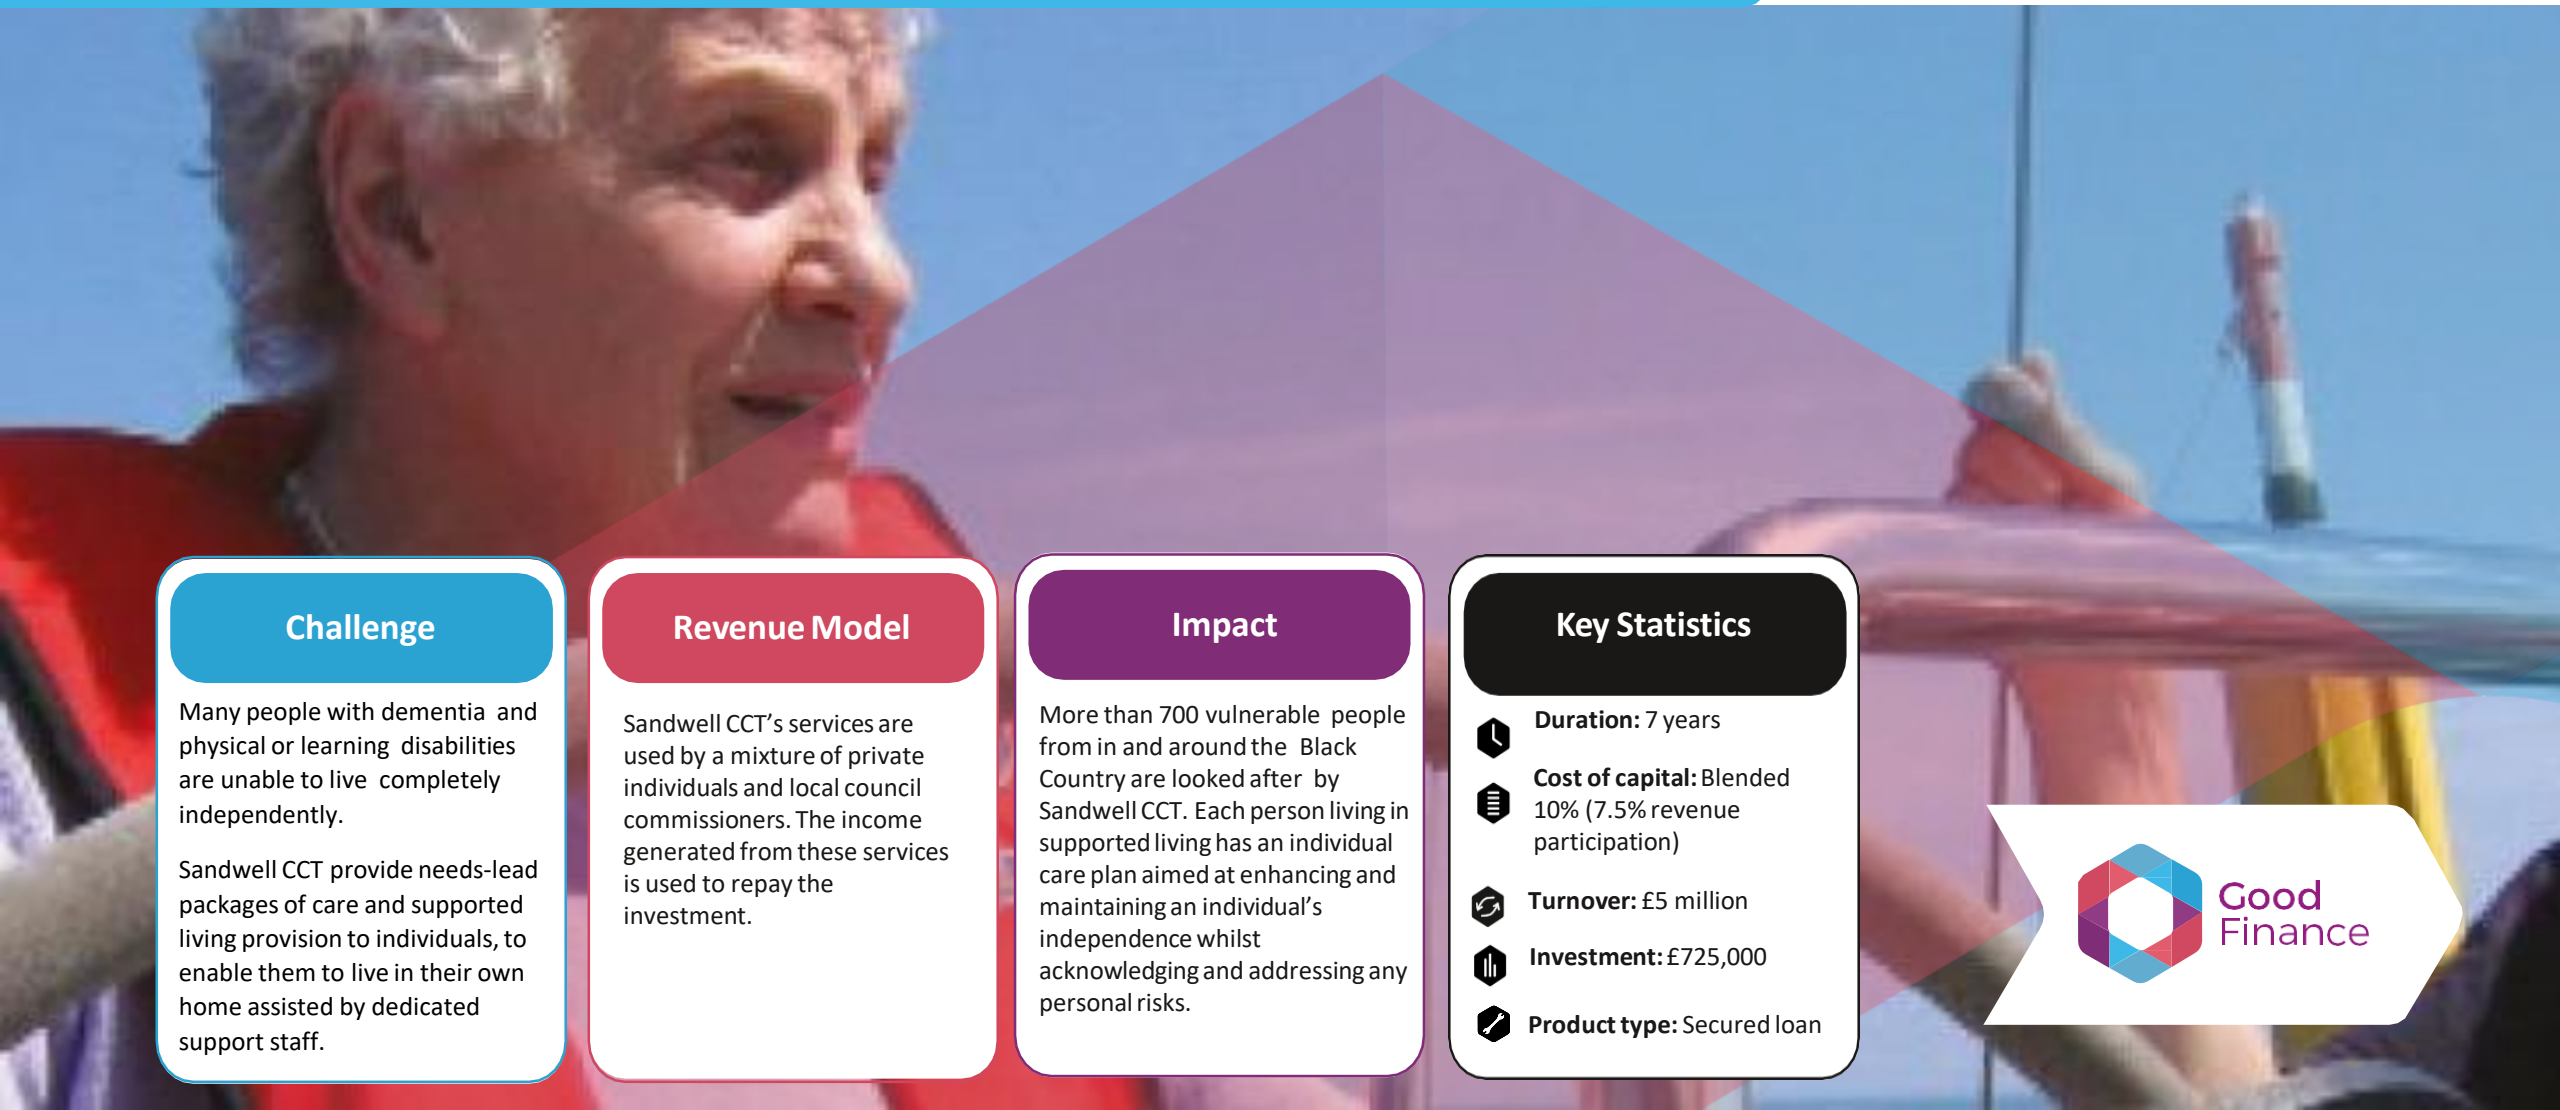 Challenge
Many people with dementia and
physical or learning disabilities
are unable to live completely
independently.
Sandwell CCT provide needs-lead
packages of care and supported
living provision to individuals, to
enable them to live in their own
home assisted by dedicated
support staff.
Revenue Model
Sandwell CCT’s services are
used by a mixture of private
individuals and local council
commissioners. The income
generated from these services
is used to repay the
investment.
Impact
More than 700 vulnerable people
from in and around the Black
Country are looked after by
Sandwell CCT. Each person living in
supported living has an individual
care plan aimed at enhancing and
maintaining an individual’s
independence whilst
acknowledging and addressing any
personal risks.
Key Statistics
Duration: 7 years
Cost of capital: Blended
10% (7.5% revenue
participation)
Turnover: £5 million
Investment: £725,000
Product type: Secured loan
Good
Finance